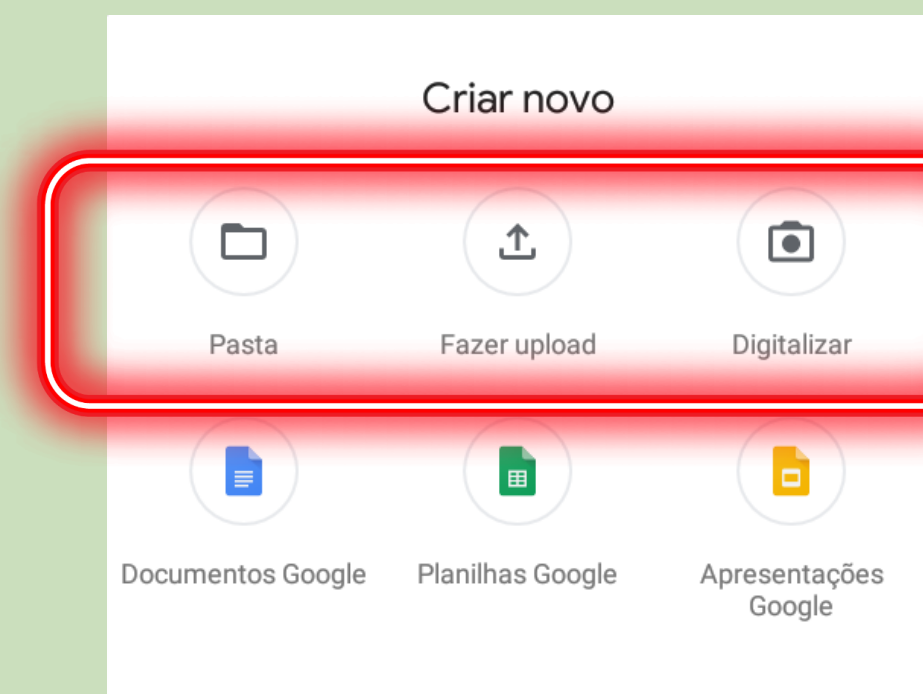 Criar novo
Pasta
Fazer upload
Digitalizar
Documentos Google
Planilhas Google
Apresentações
Google